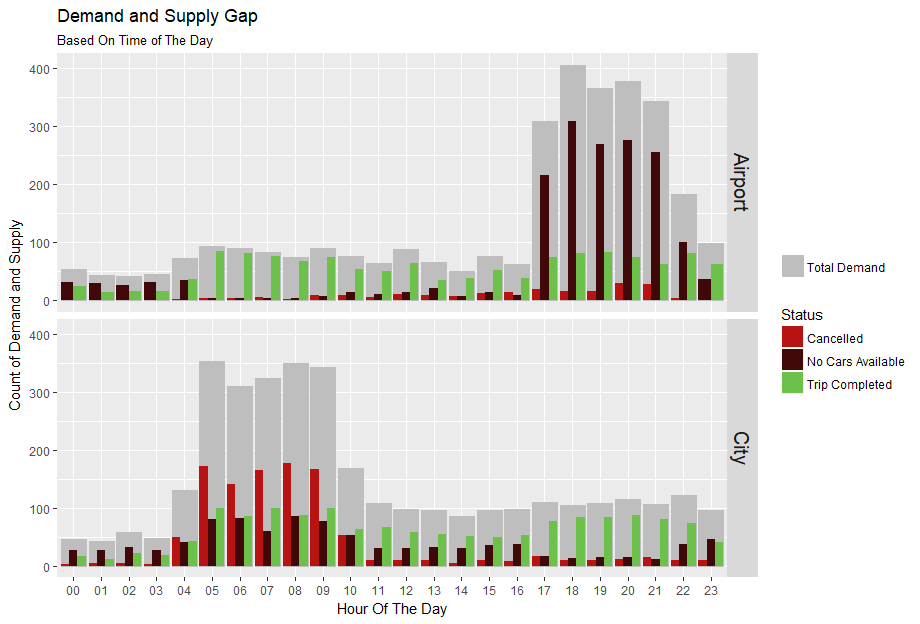 Demand and Supply Gap
Based On Time of The Day
Count of Demand and Supply
400
300
200
100
0
Airport
400
300
200
100
0
City
00 01 02 03 04 05 06 07 08 09 10 11 12 13 14 15 16 17 18 19 20 21 22 23
Hour Of The Day
Total Demand
Status
Cancelled
No Cars Available
Trip Completed